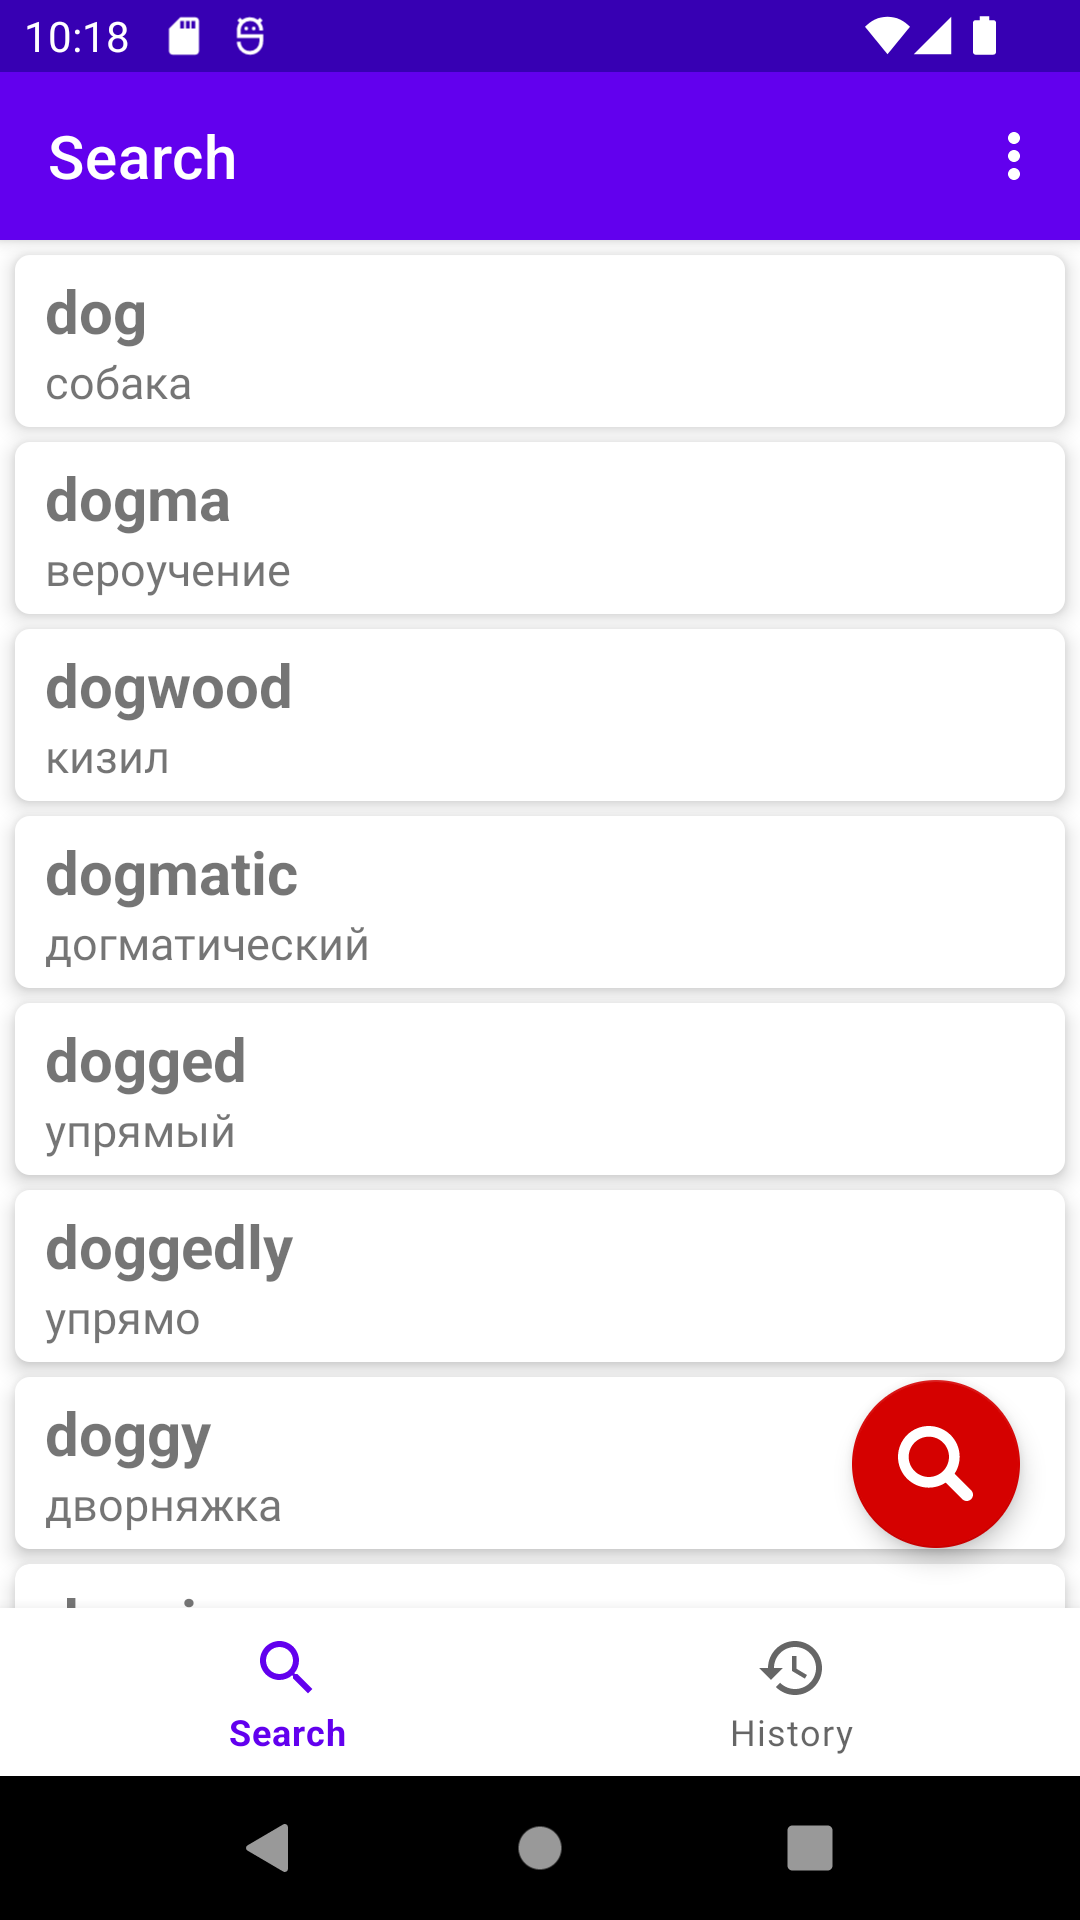 10:18
Search
dog
собака
dogma
вероучение
dogwood
кизил
dogmatic
догматический
dogged
упрямый
doggedly
упрямо
doggy
дворняжка
Search
History